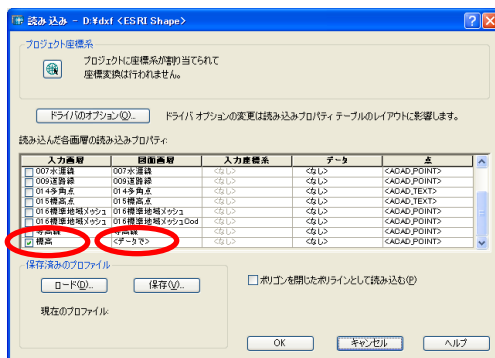 読み込み - D:¥dxf <ESRI Shape>
プロジェクト座標系
プロジェクトに座標系が割り当てられて
座標変換は行われません。
ドライバのオプション(O)... ドライバ オプションの変更は読み込みプロパティ テーブルのレイアウトに影響します。
読み込んだ各画層の読み込みプロパティ:
入力画層 図面画層 入力座標系 データ 点
007水涯線 007水涯線 <なし> <なし> <ACAD_POINT>
009道路線 009道路線 <なし> <なし> <ACAD_POINT>
014多角点 014多角点 <なし> <なし> <ACAD_TEXT>
015標高点 015標高点 <なし> <なし> <ACAD_TEXT>
016標準地域メッシュ 016標準地域メッシュ <なし> <なし> <ACAD_POINT>
016標準地域メッシュ 016標準地域メッシュCod <なし> <なし> <ACAD_POINT>
等高線 等高線 <なし> <なし> <ACAD_POINT>
標高 <データで> <なし> <なし> <ACAD_POINT>
保存済みのプロファイル
ロード(D)... 保存(V)...
現在のプロファイル:
ポリゴンを閉じたポリラインとして読み込む(P)
OK キャンセル ヘルプ